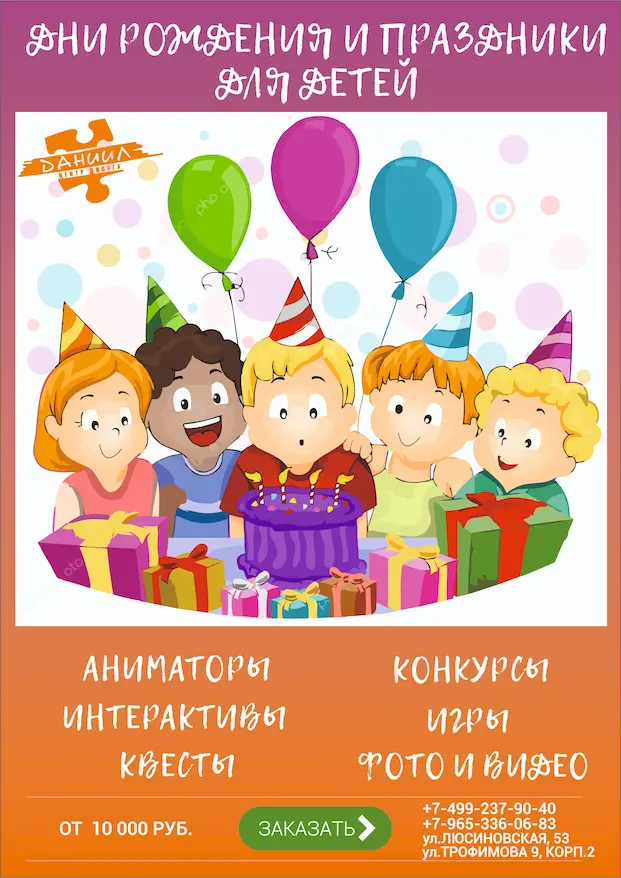 ДНИ РОЖДЕНИЯ И ПРАЗДНИКИ
ДЛЯ ДЕТЕЙ
ДАНИИЛ
ЦЕНТР ДОСУГА
АНИМАТОРЫ
ИНТЕРАКТИВЫ
КВЕСТЫ
КОНКУРСЫ
ИГРЫ
ФОТО И ВИДЕО
ОТ 10 000 РУБ.
ЗАКАЗАТЬ
+7-499-237-90-40
+7-965-336-06-83
ул.ЛЮСИНОВСКАЯ, 53
ул.ТРОФИМОВА 9, КОРП.2